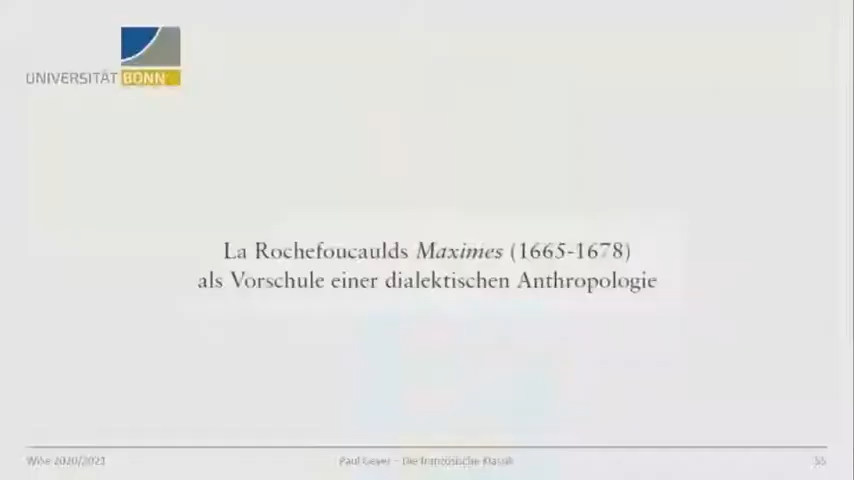 UNIVERSITÄT BONN
La Rochefoucaulds Maximes (1665-1678)
als Vorschule einer dialektischen Anthropologie
WiSe 2020/2021
Paul Geyer – Die französische Klassik
55